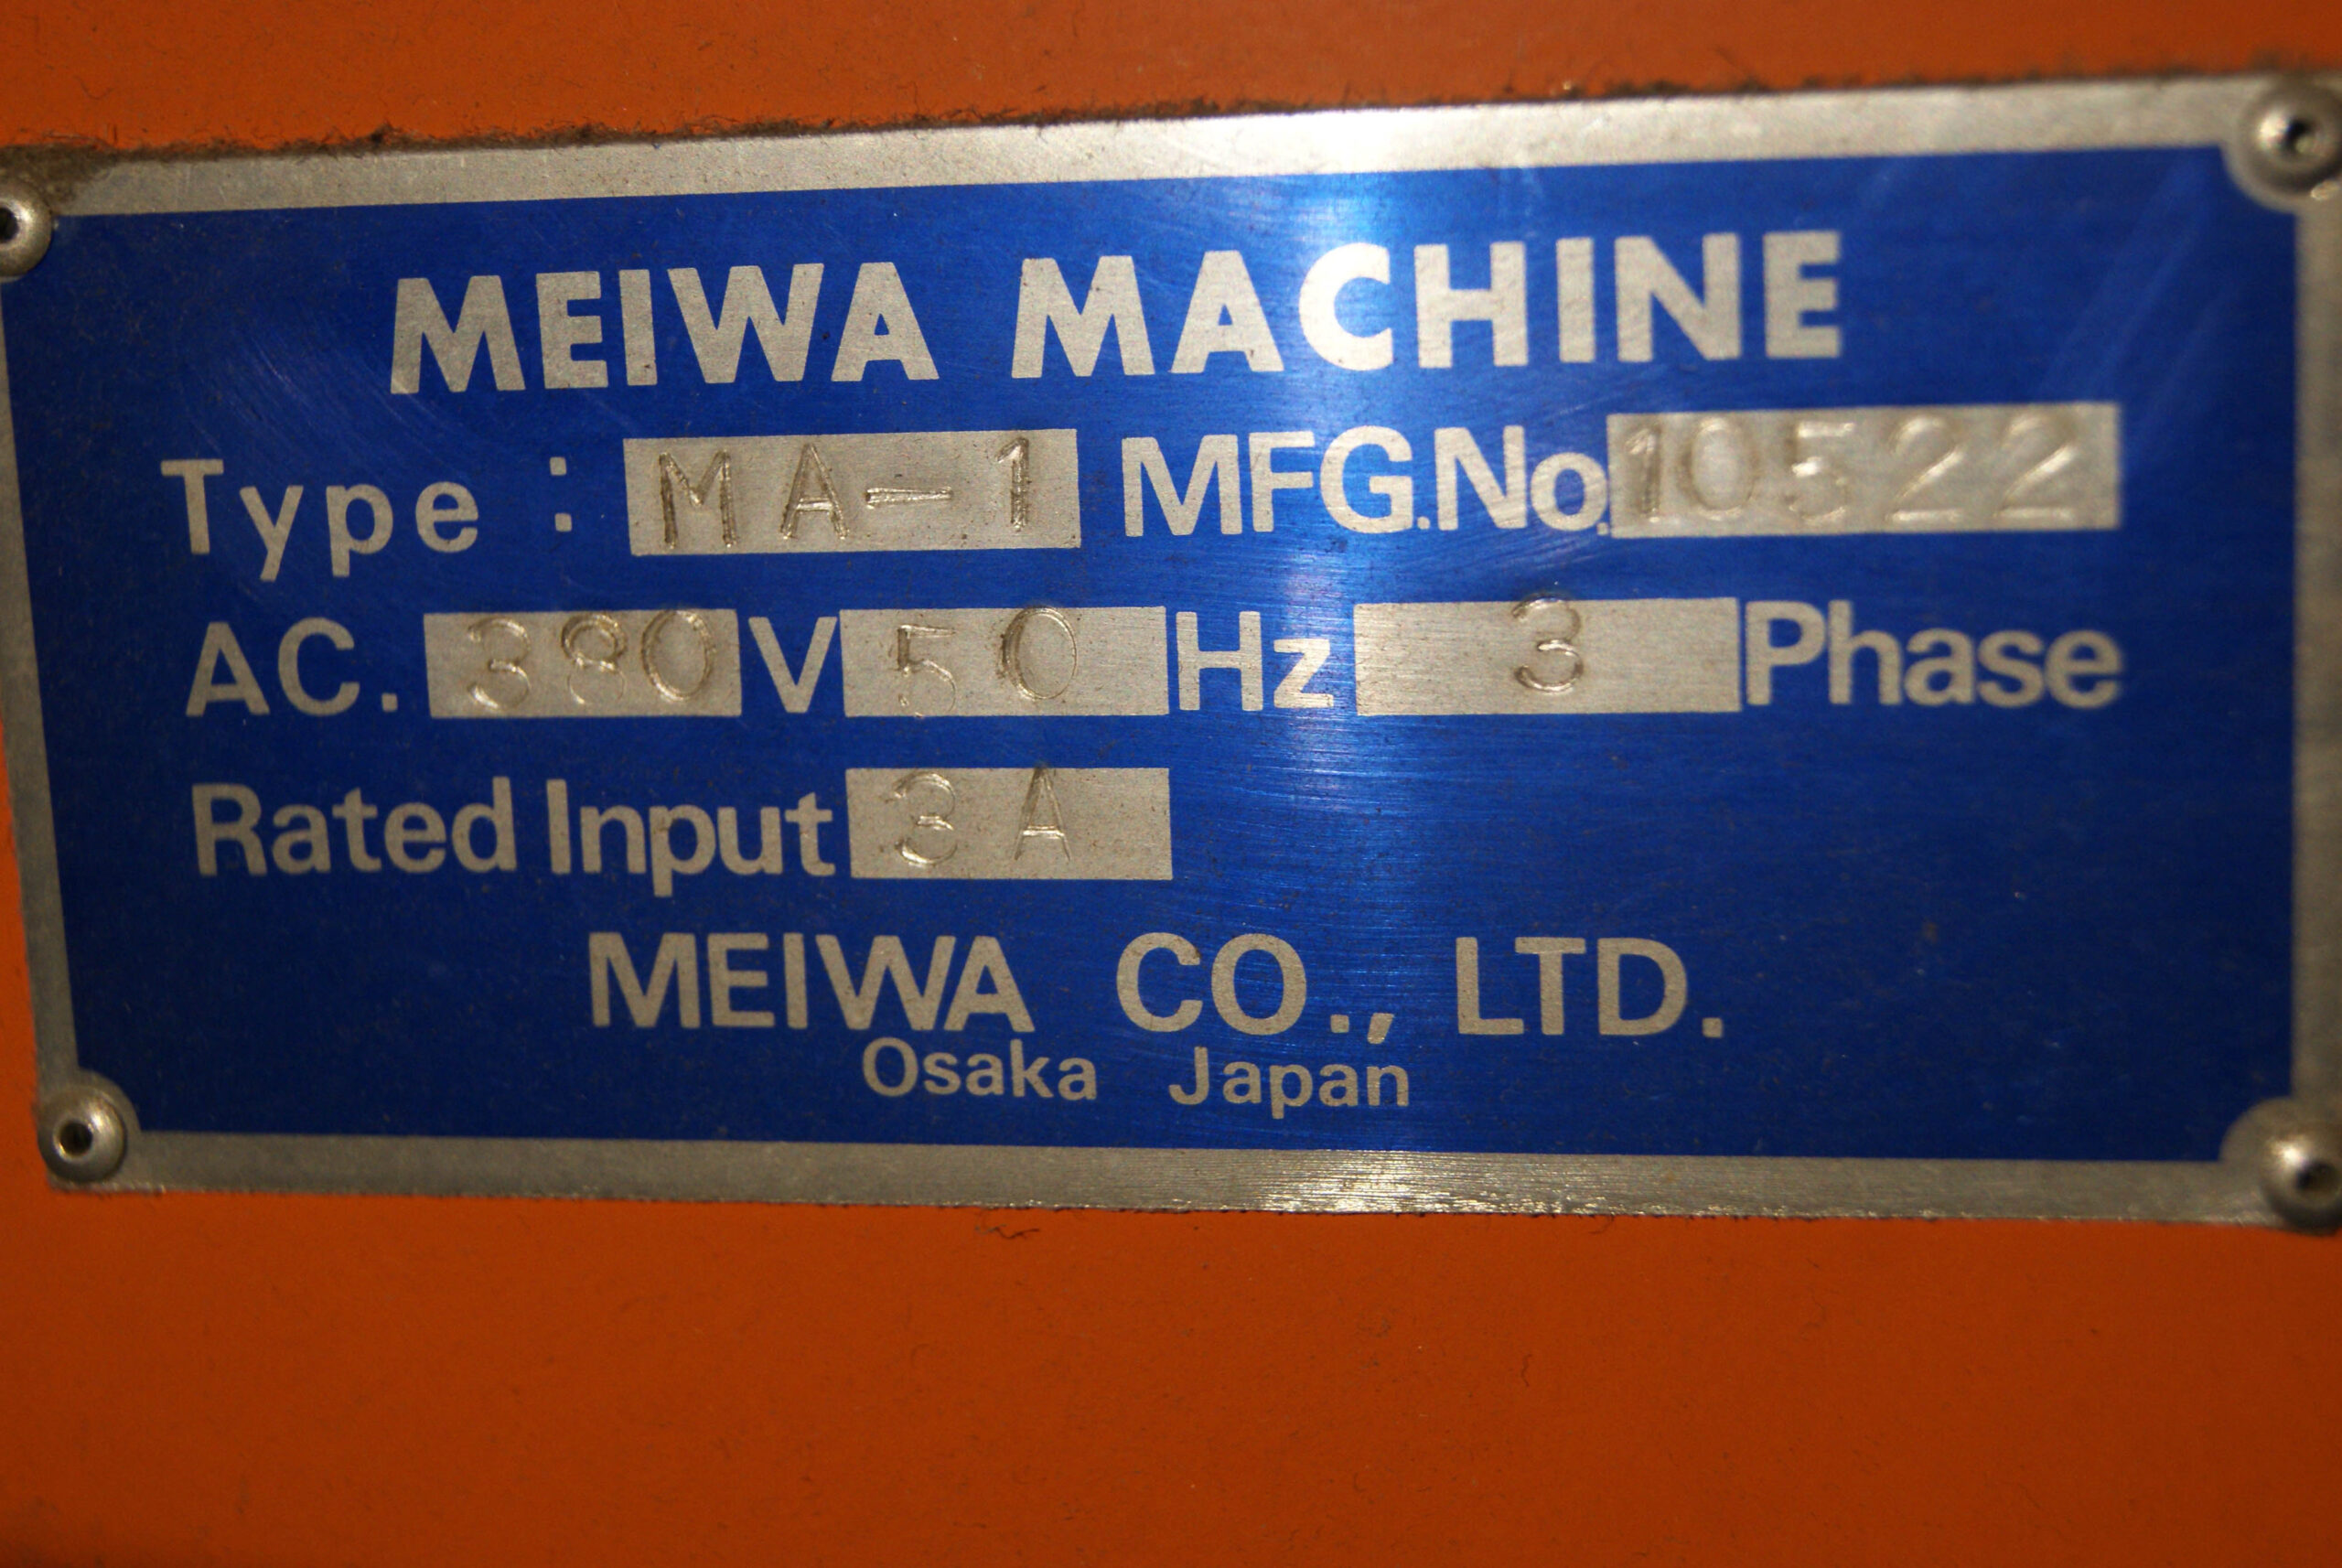 MEIWA MACHINE
Type : MA-1 MFG.No. 10522
AC. 380 V 50 Hz 3 Phase
Rated Input 3A
MEIWA CO., LTD.
Osaka Japan